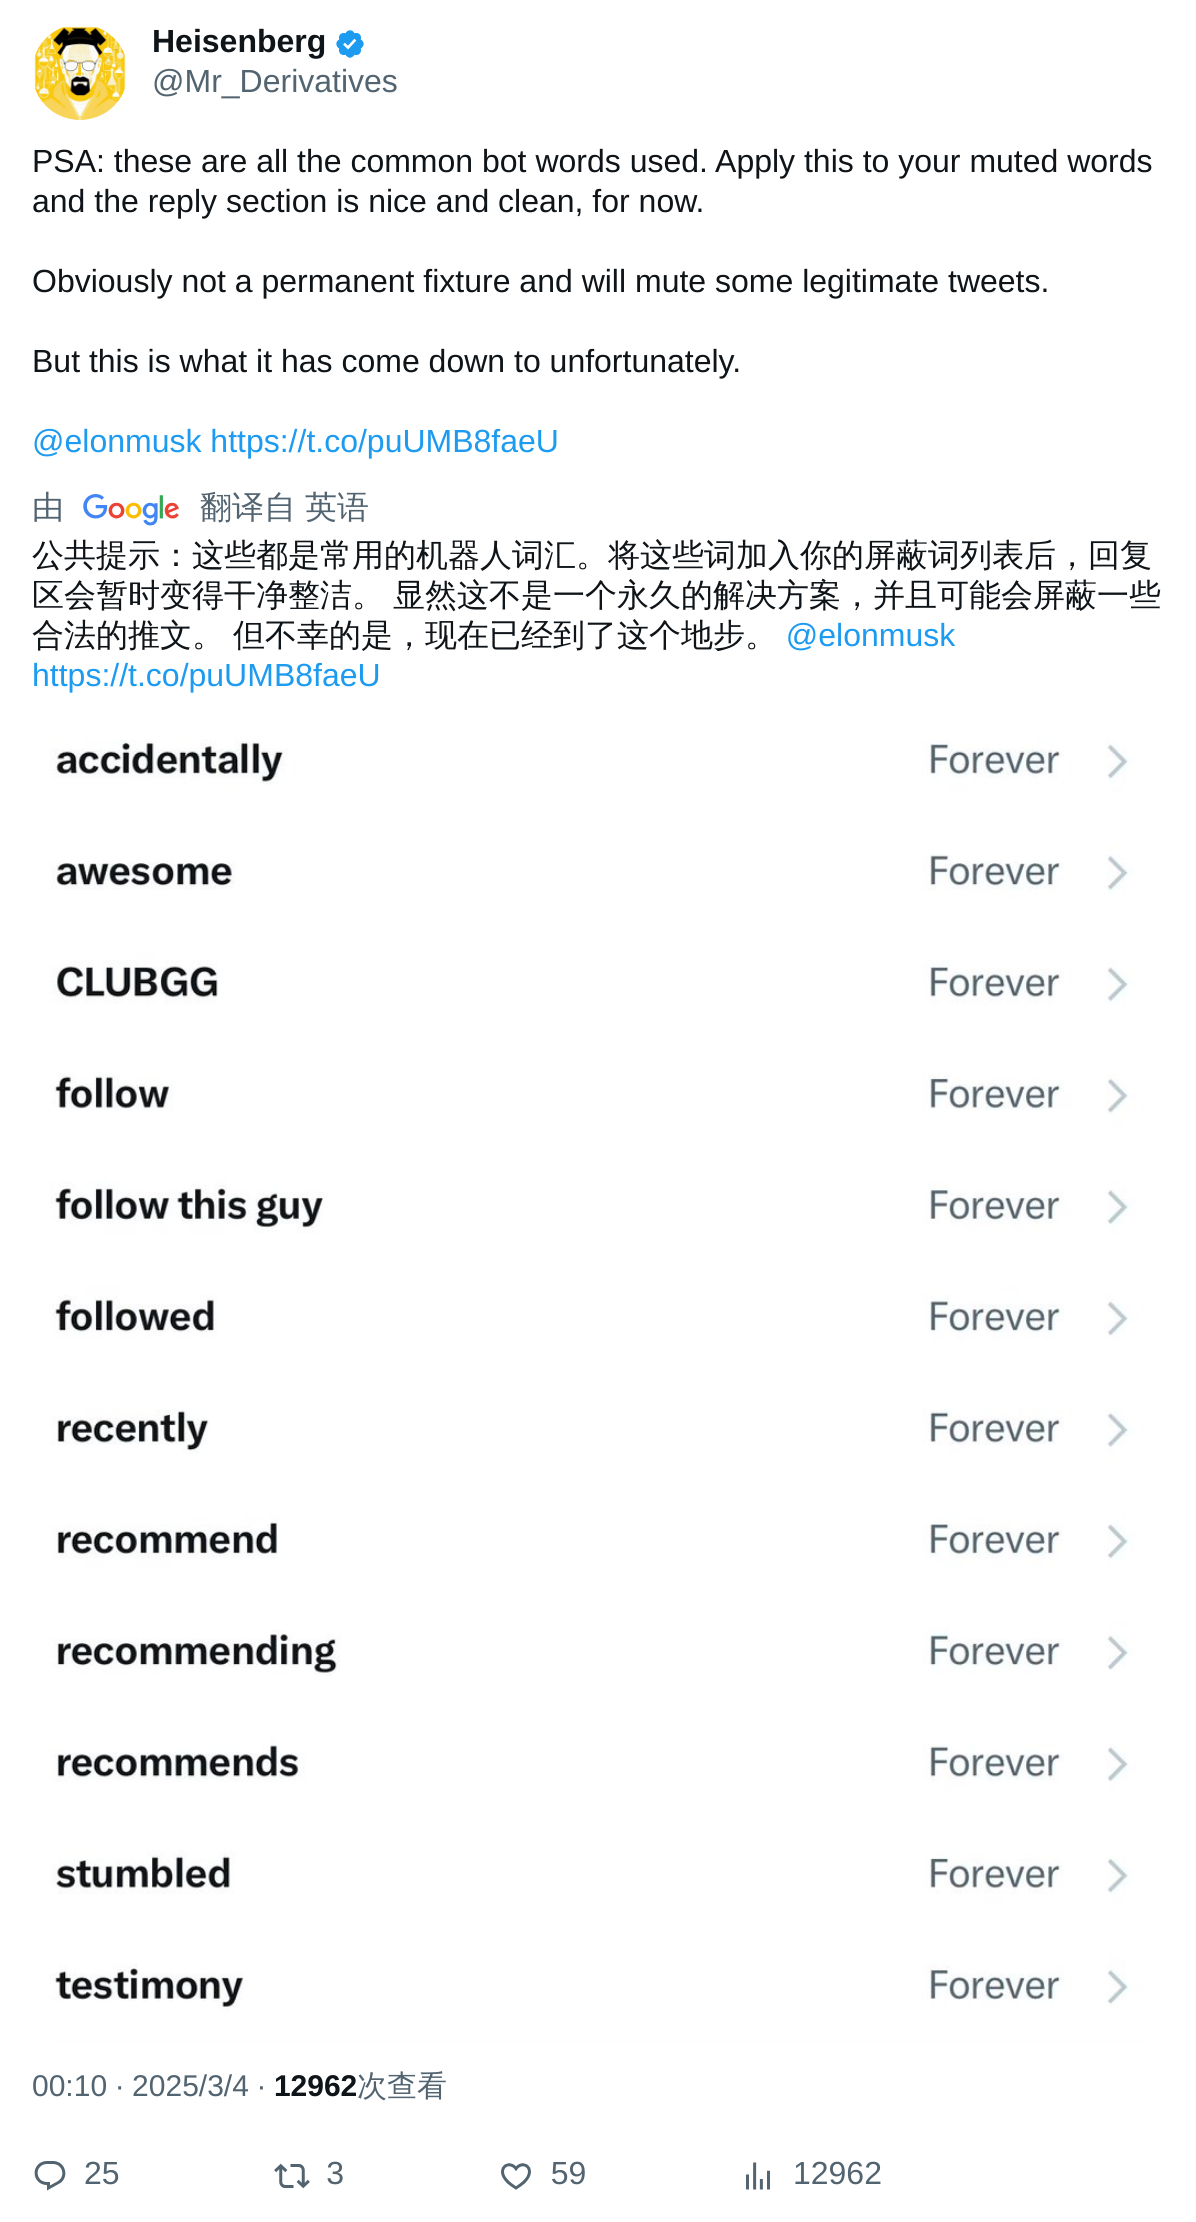 Heisenberg
@Mr_Derivatives
PSA: these are all the common bot words used. Apply this to your muted words
and the reply section is nice and clean, for now.
Obviously not a permanent fixture and will mute some legitimate tweets.
But this is what it has come down to unfortunately.
@elonmusk https://t.co/puUMB8faeU
由 Google 翻译自 英语
公共提示：这些都是常用的机器人词汇。将这些词加入你的屏蔽词列表后，回复
区会暂时变得干净整洁。 显然这不是一个永久的解决方案，并且可能会屏蔽一些
合法的推文。 但不幸的是，现在已经到了这个地步。 @elonmusk
https://t.co/puUMB8faeU
accidentally Forever
awesome Forever
CLUBGG Forever
follow Forever
follow this guy Forever
followed Forever
recently Forever
recommend Forever
recommending Forever
recommends Forever
stumbled Forever
testimony Forever
00:10 · 2025/3/4 · 12962次查看
25 3 59 12962